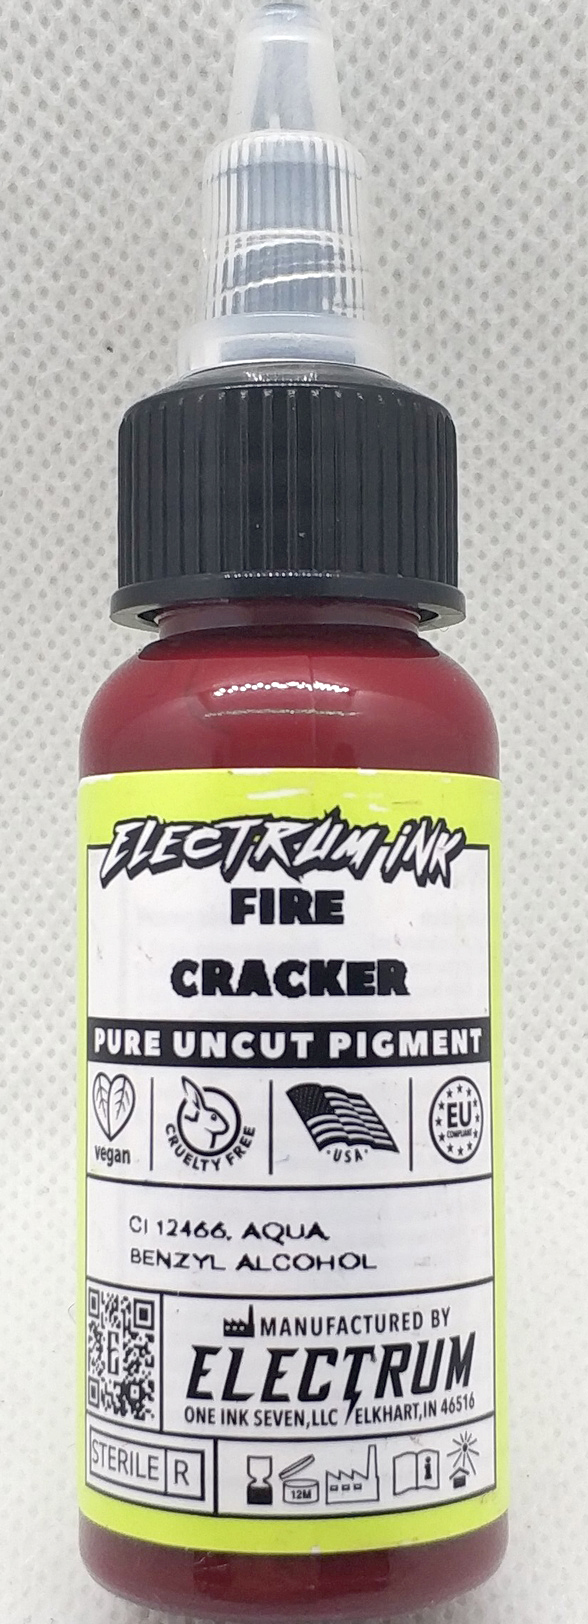 ELECTRUM INK
FIRE
CRACKER
PURE UNCUT PIGMENT
vegan
CRUELTY FREE
·USA·
EU
COMPLIANT
CI 12466, AQUA,
BENZYL ALCOHOL
E
MANUFACTURED BY
ELECTRUM
ONE INK SEVEN,LLC ELKHART,IN 46516
STERILE R
12M
i